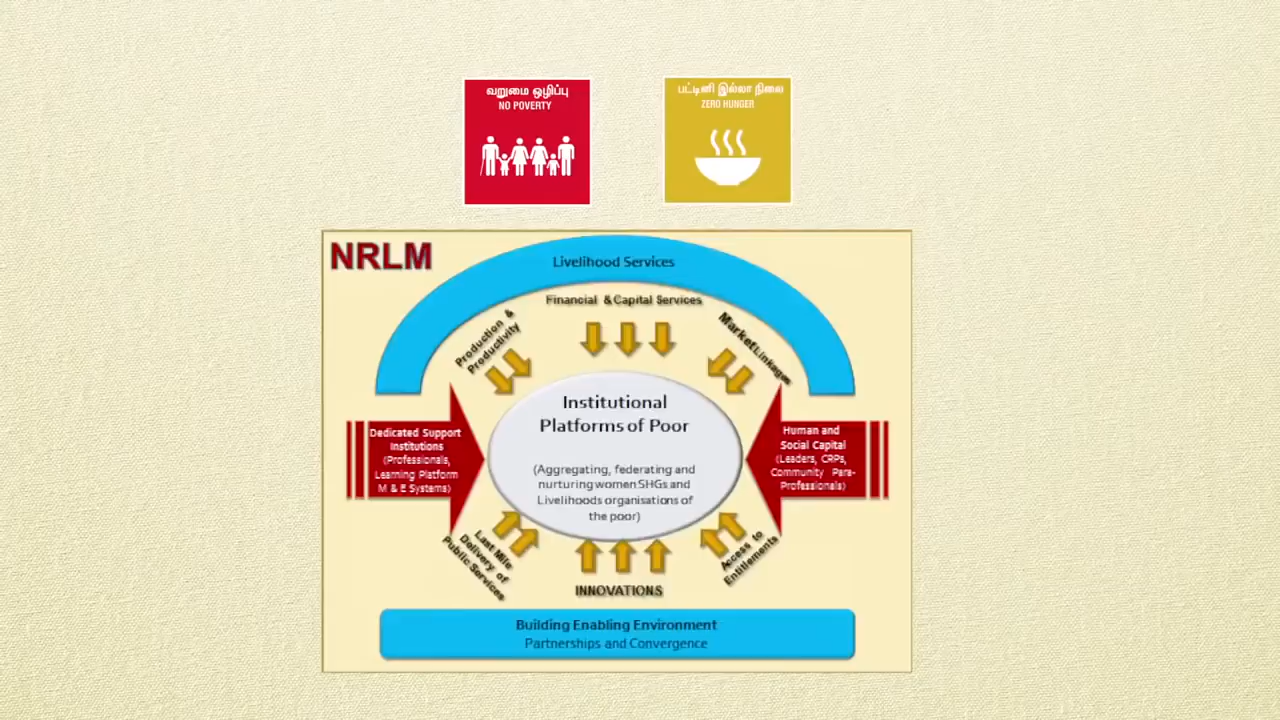 வறுமை ஒழிப்பு
NO POVERTY
பட்டினி இல்லா நிலை
ZERO HUNGER
NRLM
Livelihood Services
Financial & Capital Services
Production &
Productivity
Market Linkages
Institutional
Platforms of Poor
(Aggregating, federating and
nurturing women SHGs and
Livelihoods organisations of
the poor)
Dedicated Support
Institutions
(Professionals,
Learning Platform
M & E Systems)
Human and
Social Capital
(Leaders, CRPs,
Community Para-
Professionals)
Last Mile
Delivery of
Public Services
INNOVATIONS
Access to
Entitlements
Building Enabling Environment
Partnerships and Convergence